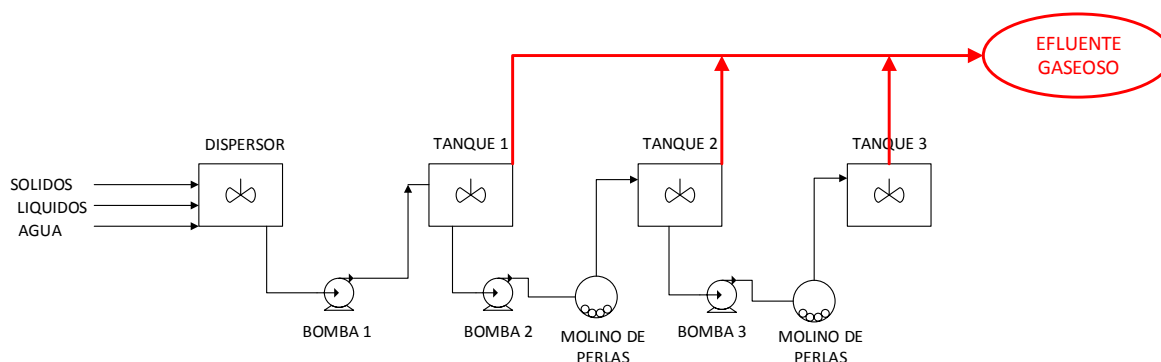 EFLUENTE
GASEOSO
DISPERSOR
TANQUE 1
TANQUE 2
TANQUE 3
SOLIDOS
LIQUIDOS
AGUA
BOMBA 1
BOMBA 2
MOLINO DE
PERLAS
BOMBA 3
MOLINO DE
PERLAS